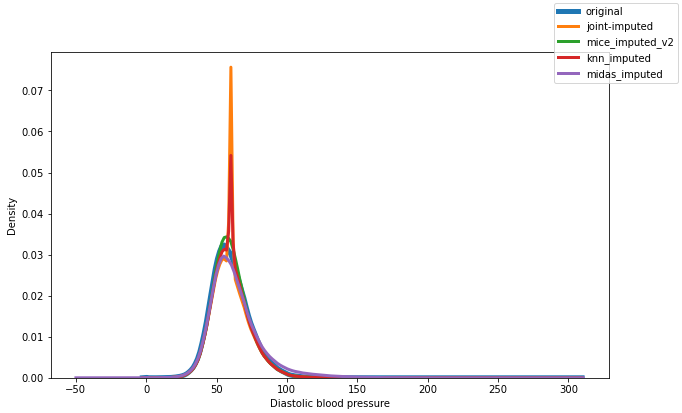 original
joint-imputed
mice_imputed_v2
knn_imputed
midas_imputed
0.07
0.06
0.05
0.04
0.03
0.02
0.01
0.00
Density
−50 0 50 100 150 200 250 300
Diastolic blood pressure